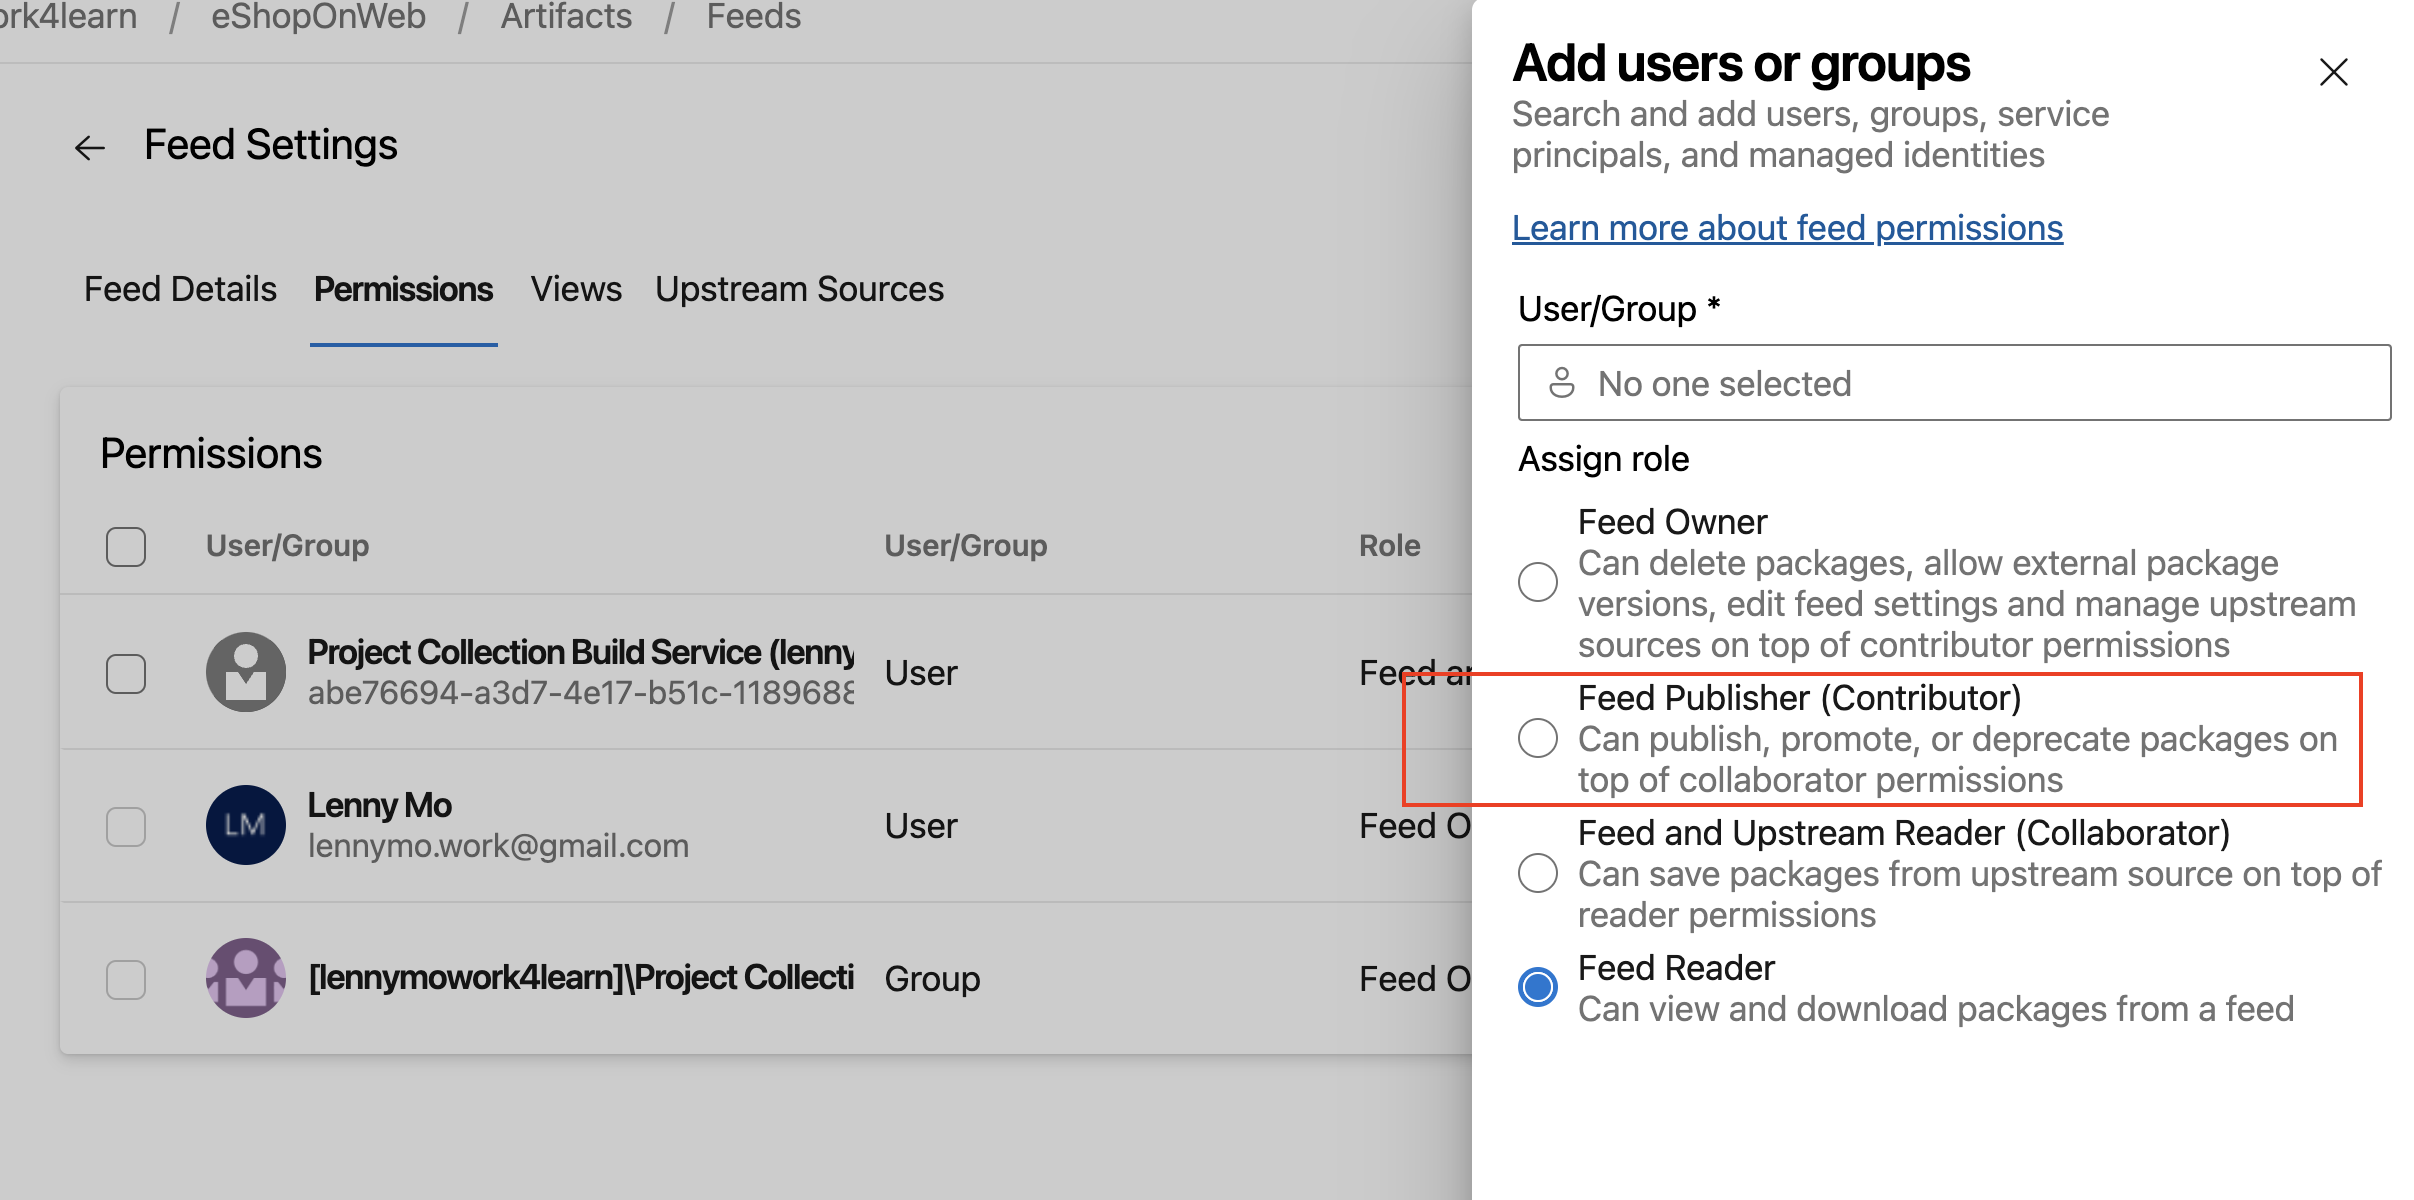 ork4learn / eShopOnWeb / Artifacts / Feeds
Feed Settings
Feed Details Permissions Views Upstream Sources
Permissions
User/Group User/Group Role
Project Collection Build Service (lenny
abe76694-a3d7-4e17-b51c-1189688
User
Feed ar
LM
Lenny Mo
lennymo.work@gmail.com
User
Feed O
[lennymowork4learn]\Project Collecti
Group
Feed O
Add users or groups
Search and add users, groups, service
principals, and managed identities
Learn more about feed permissions
User/Group *
No one selected
Assign role
Feed Owner
Can delete packages, allow external package
versions, edit feed settings and manage upstream
sources on top of contributor permissions
Feed Publisher (Contributor)
Can publish, promote, or deprecate packages on
top of collaborator permissions
Feed and Upstream Reader (Collaborator)
Can save packages from upstream source on top of
reader permissions
Feed Reader
Can view and download packages from a feed